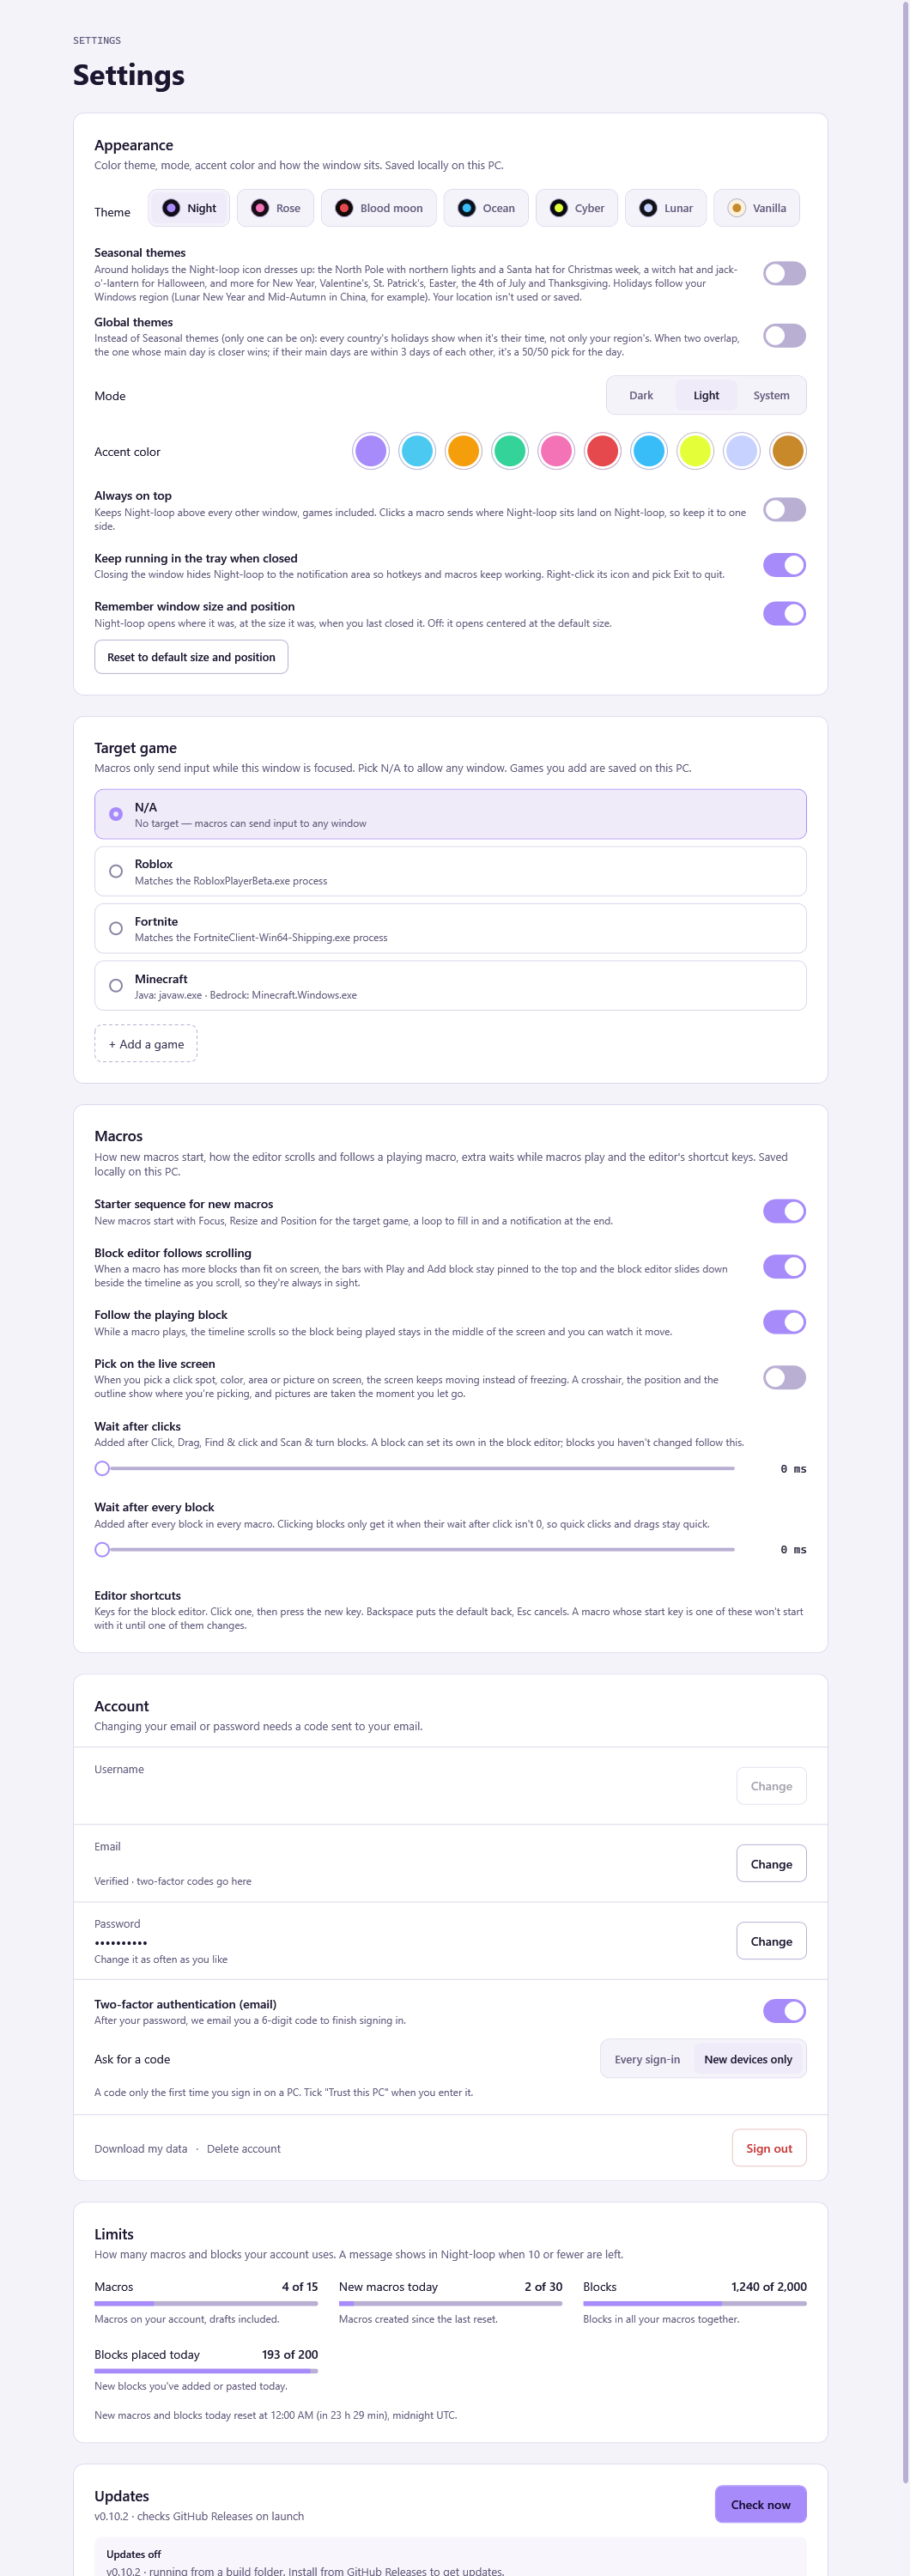 SETTINGS
Settings
Appearance
Color theme, mode, accent color and how the window sits. Saved locally on this PC.
Theme
Night
Rose
Blood moon
Ocean
Cyber
Lunar
Vanilla
Seasonal themes
Around holidays the Night-loop icon dresses up: the North Pole with northern lights and a Santa hat for Christmas week, a witch hat and jack-
o'-lantern for Halloween, and more for New Year, Valentine's, St. Patrick's, Easter, the 4th of July and Thanksgiving. Holidays follow your
Windows region (Lunar New Year and Mid-Autumn in China, for example). Your location isn't used or saved.
Global themes
Instead of Seasonal themes (only one can be on): every country's holidays show when it's their time, not only your region's. When two overlap,
the one whose main day is closer wins; if their main days are within 3 days of each other, it's a 50/50 pick for the day.
Mode
Dark
Light
System
Accent color
Always on top
Keeps Night-loop above every other window, games included. Clicks a macro sends where Night-loop sits land on Night-loop, so keep it to one
side.
Keep running in the tray when closed
Closing the window hides Night-loop to the notification area so hotkeys and macros keep working. Right-click its icon and pick Exit to quit.
Remember window size and position
Night-loop opens where it was, at the size it was, when you last closed it. Off: it opens centered at the default size.
Reset to default size and position
Target game
Macros only send input while this window is focused. Pick N/A to allow any window. Games you add are saved on this PC.
N/A
No target — macros can send input to any window
Roblox
Matches the RobloxPlayerBeta.exe process
Fortnite
Matches the FortniteClient-Win64-Shipping.exe process
Minecraft
Java: javaw.exe · Bedrock: Minecraft.Windows.exe
+ Add a game
Macros
How new macros start, how the editor scrolls and follows a playing macro, extra waits while macros play and the editor's shortcut keys. Saved
locally on this PC.
Starter sequence for new macros
New macros start with Focus, Resize and Position for the target game, a loop to fill in and a notification at the end.
Block editor follows scrolling
When a macro has more blocks than fit on screen, the bars with Play and Add block stay pinned to the top and the block editor slides down
beside the timeline as you scroll, so they're always in sight.
Follow the playing block
While a macro plays, the timeline scrolls so the block being played stays in the middle of the screen and you can watch it move.
Pick on the live screen
When you pick a click spot, color, area or picture on screen, the screen keeps moving instead of freezing. A crosshair, the position and the
outline show where you're picking, and pictures are taken the moment you let go.
Wait after clicks
Added after Click, Drag, Find & click and Scan & turn blocks. A block can set its own in the block editor; blocks you haven't changed follow this.
0 ms
Wait after every block
Added after every block in every macro. Clicking blocks only get it when their wait after click isn't 0, so quick clicks and drags stay quick.
0 ms
Editor shortcuts
Keys for the block editor. Click one, then press the new key. Backspace puts the default back, Esc cancels. A macro whose start key is one of these won't start
with it until one of them changes.
Account
Changing your email or password needs a code sent to your email.
Username
Change
Email
Verified · two-factor codes go here
Change
Password
••••••••••
Change it as often as you like
Change
Two-factor authentication (email)
After your password, we email you a 6-digit code to finish signing in.
Ask for a code
Every sign-in
New devices only
A code only the first time you sign in on a PC. Tick "Trust this PC" when you enter it.
Download my data · Delete account
Sign out
Limits
How many macros and blocks your account uses. A message shows in Night-loop when 10 or fewer are left.
Macros
4 of 15
Macros on your account, drafts included.
New macros today
2 of 30
Macros created since the last reset.
Blocks
1,240 of 2,000
Blocks in all your macros together.
Blocks placed today
193 of 200
New blocks you've added or pasted today.
New macros and blocks today reset at 12:00 AM (in 23 h 29 min), midnight UTC.
Updates
v0.10.2 · checks GitHub Releases on launch
Check now
Updates off
v0.10.2 · running from a build folder. Install from GitHub Releases to get updates.